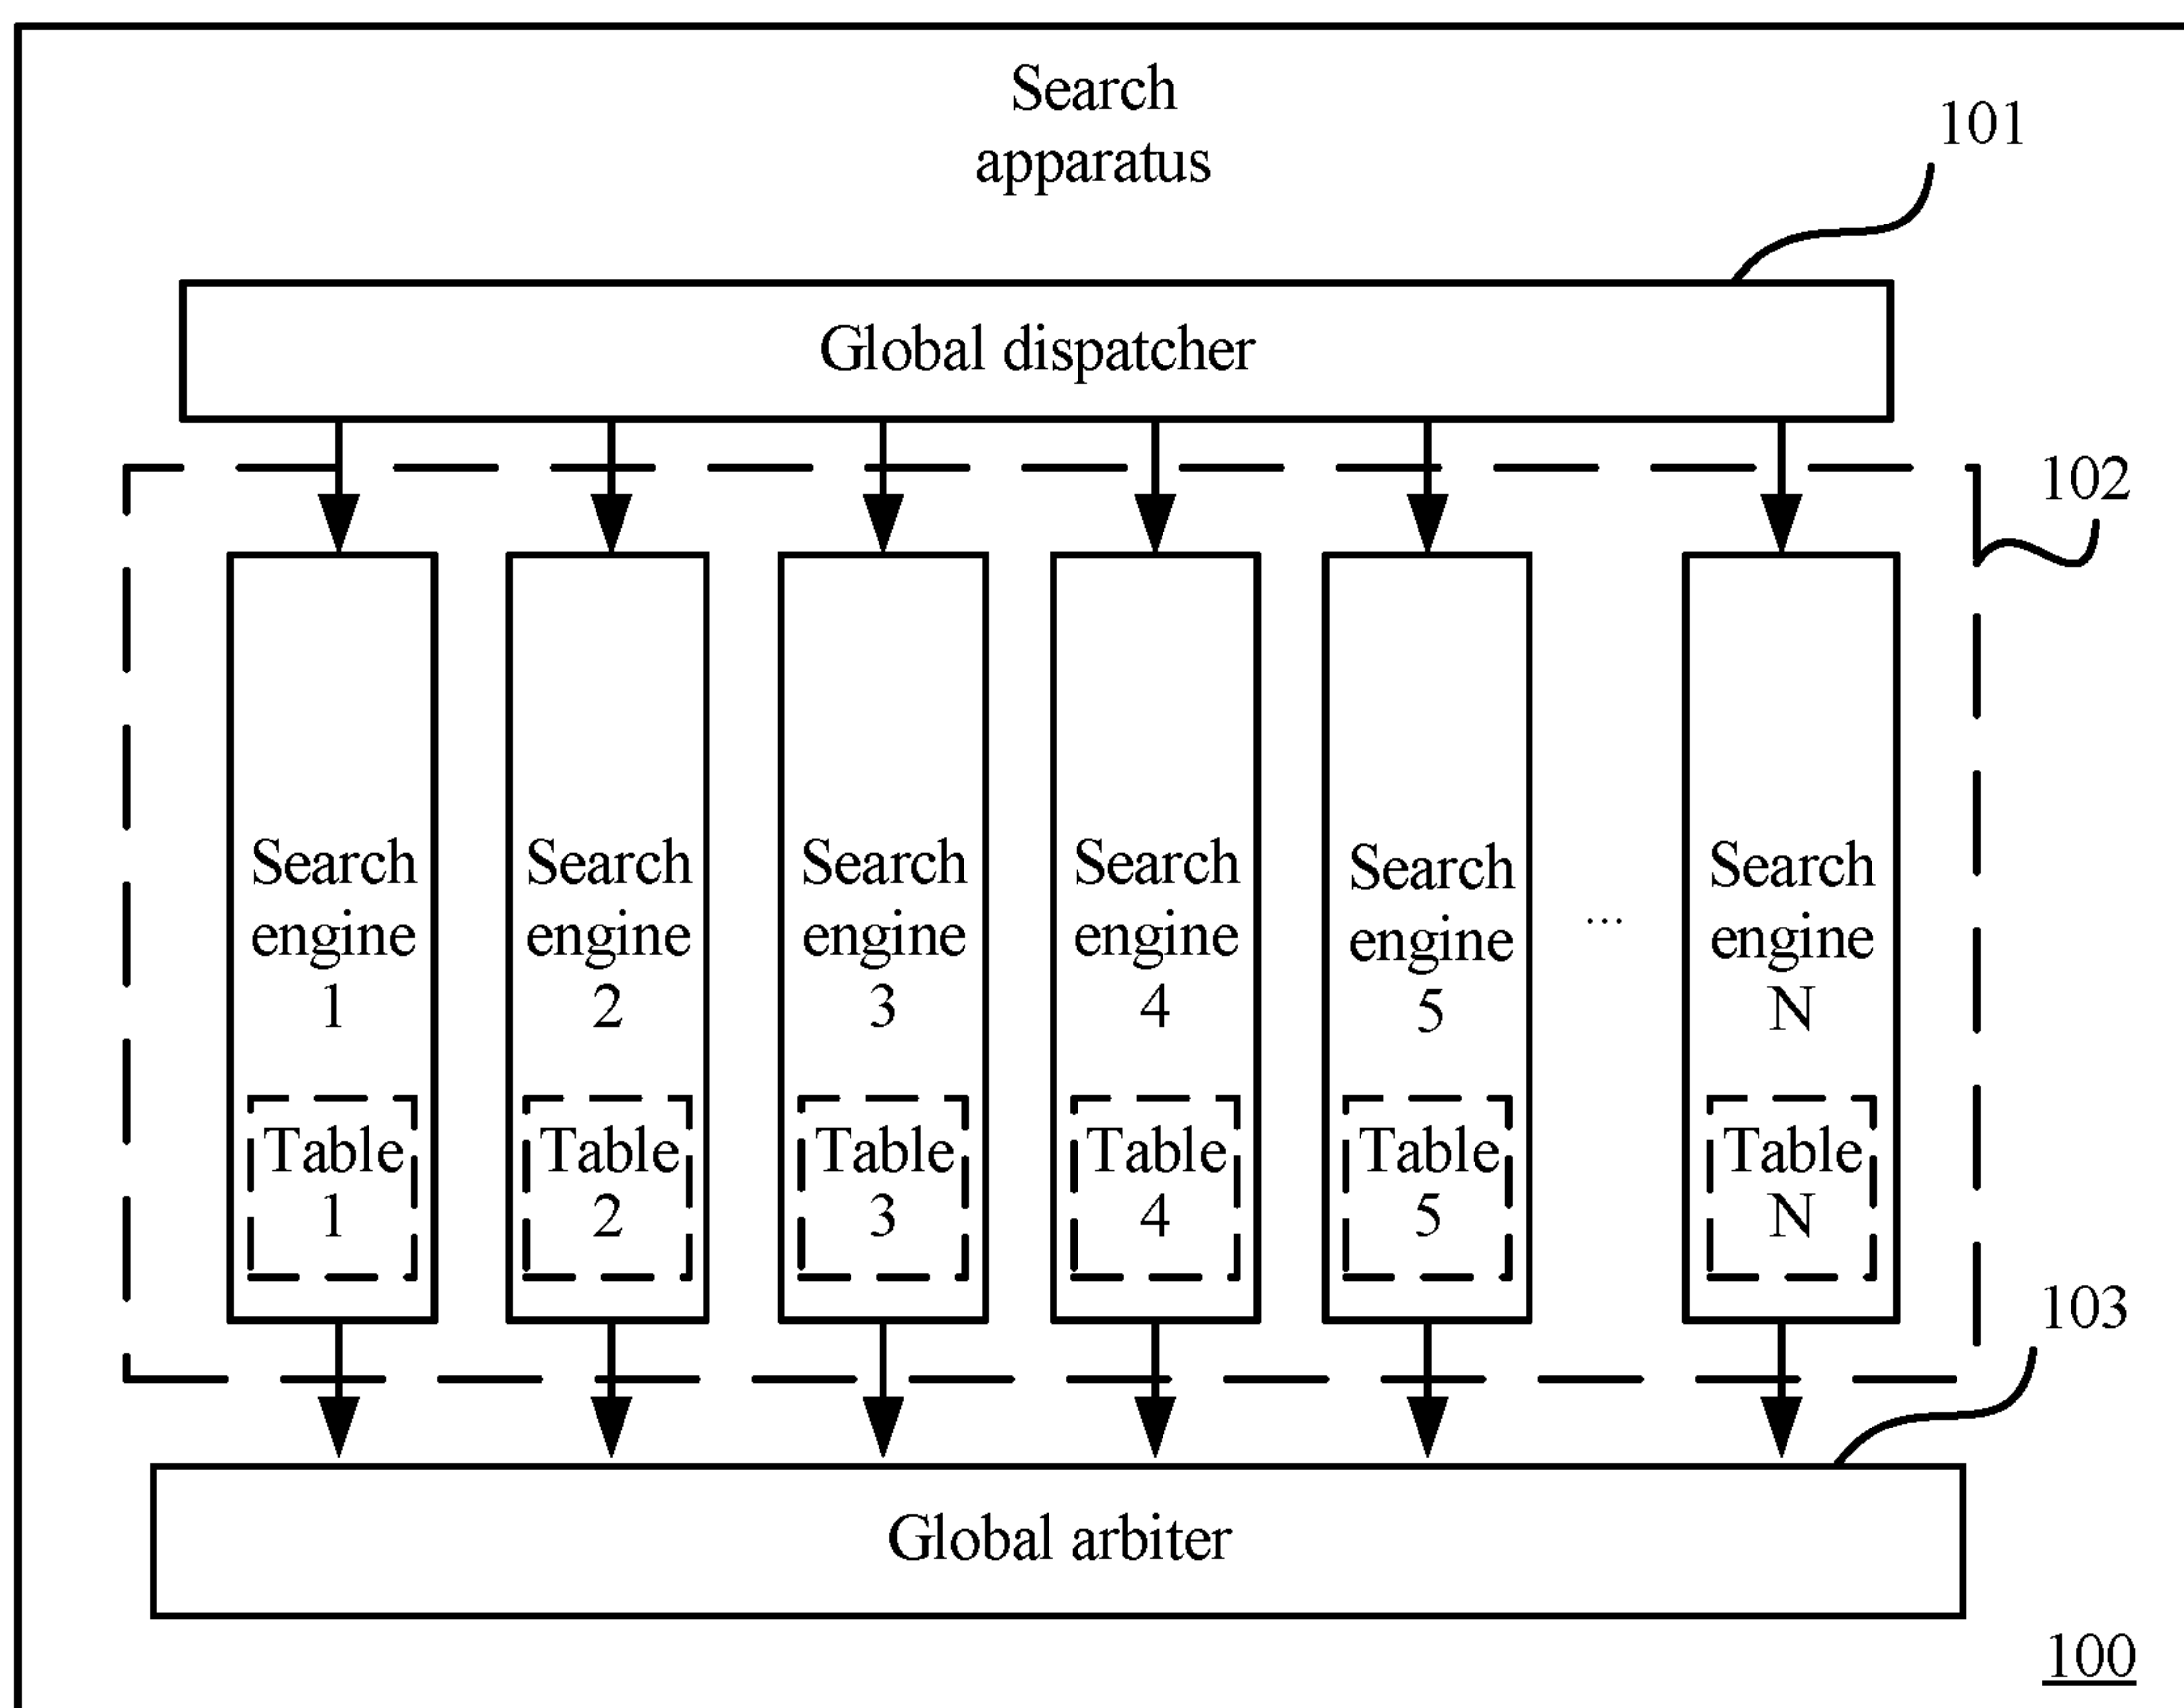 Search
apparatus
101
Global dispatcher
102
Search
engine
1
Search
engine
2
Search
engine
3
Search
engine
4
Search
engine
5
...
Search
engine
N
Table
1
Table
2
Table
3
Table
4
Table
5
Table
N
103
Global arbiter
100